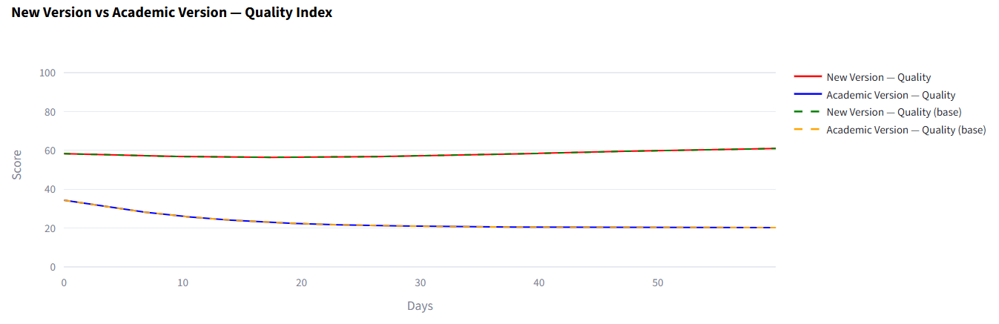 New Version vs Academic Version — Quality Index
100
80
60
40
20
0
Score
0 10 20 30 40 50
Days
New Version — Quality
Academic Version — Quality
New Version — Quality (base)
Academic Version — Quality (base)